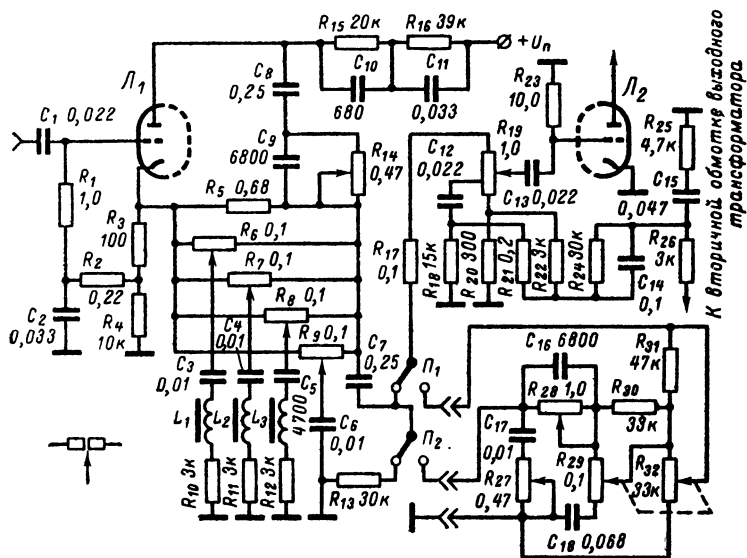 R15 20к
R16 39к
+ Uп
C10
680
C11
0,033
Л1
C8
0,25
C1 0,022
C9
6800
R14
0,47
R1
1,0
R3
100
R5 0,68
R6 0,1
R2
0,22
R7 0,1
R8 0,1
R9 0,1
C2
0,033
R4
10к
C3
0,01
C4
0,01
C5
4700
C7
0,25
C6
0,01
L1
L2
L3
R10 3к
R11 3к
R12 3к
R13 30к
R23
10,0
Л2
R19
1,0
C12
0,022
C13 0,022
R25
4,7к
C15
0,047
R17
0,1
R18 15к
R20 300
R21 0,2
R22 3к
R24 30к
C14
0,1
R26
3к
К вторичной обмотке выходного
трансформатора
П1
П2
C16 6800
R31
47к
R28 1,0
R30
33к
C17
0,01
R27
0,47
R29
0,1
R32
33к
C18 0,068